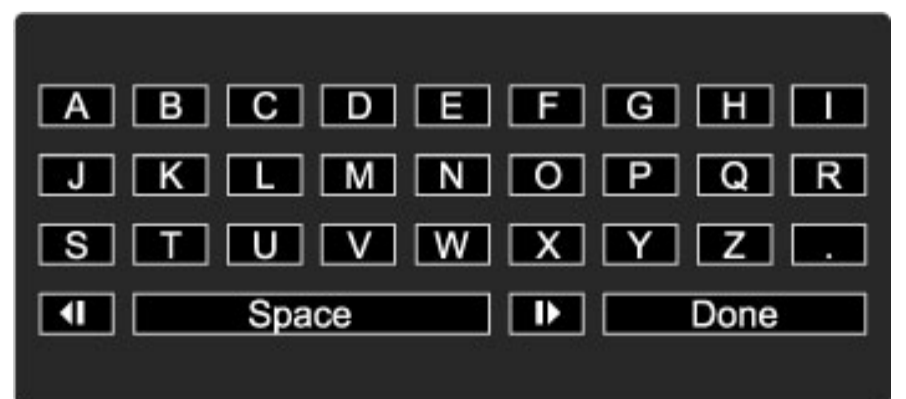 A B C D E F G H I
J K L M N O P Q R
S T U V W X Y Z .
Space Done